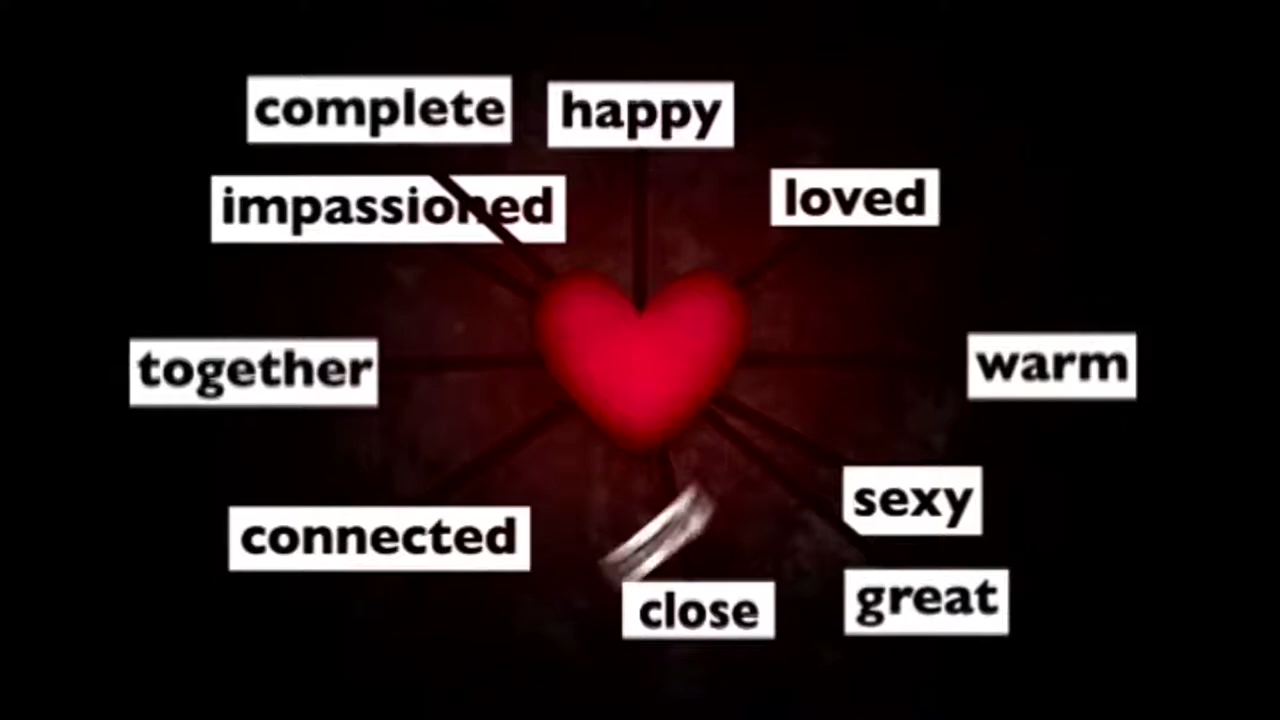 complete
happy
impassioned
loved
together
warm
sexy
connected
great
close